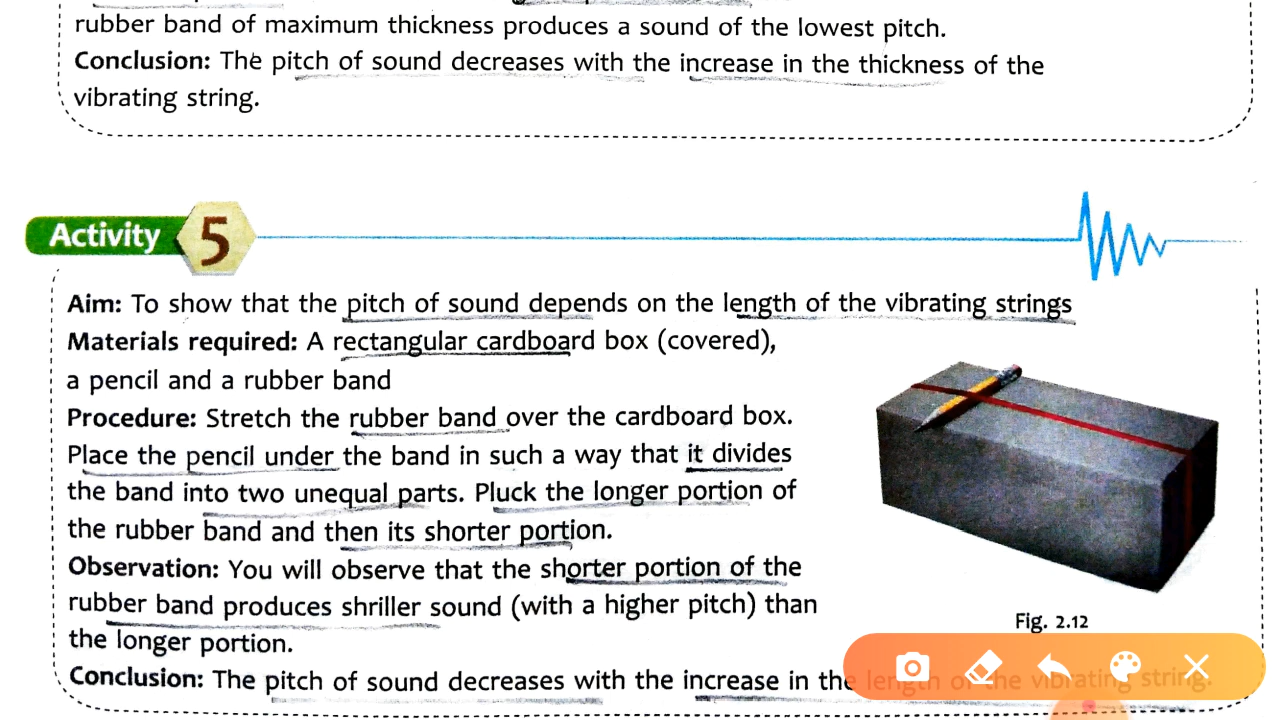 rubber band of maximum thickness produces a sound of the lowest pitch.
Conclusion: The pitch of sound decreases with the increase in the thickness of the
vibrating string.
Activity 5
Aim: To show that the pitch of sound depends on the length of the vibrating strings
Materials required: A rectangular cardboard box (covered),
a pencil and a rubber band
Procedure: Stretch the rubber band over the cardboard box.
Place the pencil under the band in such a way that it divides
the band into two unequal parts. Pluck the longer portion of
the rubber band and then its shorter portion.
Observation: You will observe that the shorter portion of the
rubber band produces shriller sound (with a higher pitch) than
the longer portion.
Fig. 2.12
Conclusion: The pitch of sound decreases with the increase in the length of the vibrating string.